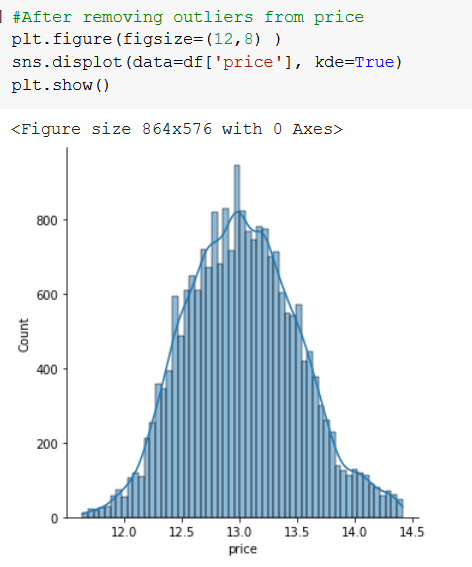 #After removing outliers from price
plt.figure(figsize=(12,8) )
sns.displot(data=df['price'], kde=True)
plt.show()
<Figure size 864x576 with 0 Axes>
800
600
400
200
0
Count
12.0 12.5 13.0 13.5 14.0 14.5
price